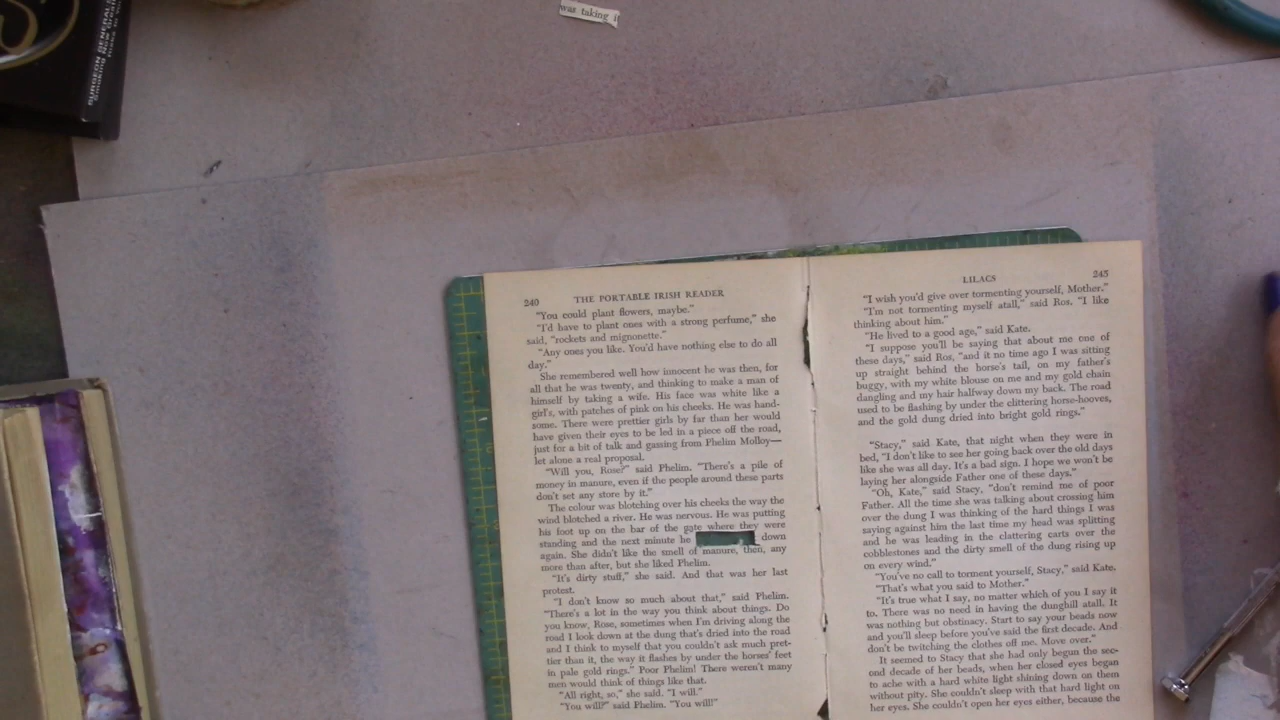 was taking i
SURGEON GENERAL'S
240 THE PORTABLE IRISH READER
"You could plant flowers, maybe."
"I'd have to plant ones with a strong perfume," she
said, "rockets and mignonette."
"Any ones you like. You'd have nothing else to do all
day."
She remembered well how innocent he was then, for
all that he was twenty, and thinking to make a man of
himself by taking a wife. His face was white like a
girl's, with patches of pink on his cheeks. He was hand-
some. There were prettier girls by far than her would
have given their eyes to be led in a piece off the road,
just for a bit of talk and gassing from Phelim Molloy—
let alone a real proposal.
"Will you, Rose?" said Phelim. "There's a pile of
money in manure, even if the people around these parts
don't set any store by it."
The colour was blotching over his cheeks the way the
wind blotched a river. He was nervous. He was putting
his foot up on the bar of the gate where they were
standing and the next minute he down
again. She didn't like the smell of manure, then, any
more than after, but she liked Phelim.
"It's dirty stuff," she said. And that was her last
protest.
"I don't know so much about that," said Phelim.
"There's a lot in the way you think about things. Do
you know, Rose, sometimes when I'm driving along the
road I look down at the dung that's dried into the road
and I think to myself that you couldn't ask much pret-
tier than it, the way it flashes by under the horses' feet
in pale gold rings." Poor Phelim! There weren't many
men would think of things like that.
"All right, so," she said. "I will."
"You will?" said Phelim. "You will!"
LILACS 245
"I wish you'd give over tormenting yourself, Mother."
"I'm not tormenting myself atall," said Ros. "I like
thinking about him."
"He lived to a good age," said Kate.
"I suppose you'll be saying that about me one of
these days," said Ros, "and it no time ago I was sitting
up straight behind the horse's tail, on my father's
buggy, with my white blouse on me and my gold chain
dangling and my hair halfway down my back. The road
used to be flashing by under the clittering horse-hooves,
and the gold dung dried into bright gold rings."
"Stacy," said Kate, that night when they were in
bed, "I don't like to see her going back over the old days
like she was all day. It's a bad sign. I hope we won't be
laying her alongside Father one of these days."
"Oh, Kate," said Stacy, "don't remind me of poor
Father. All the time she was talking about crossing him
over the dung I was thinking of the hard things I was
saying against him the last time my head was splitting
and he was leading in the clattering carts over the
cobblestones and the dirty smell of the dung rising up
on every wind."
"You've no call to torment yourself, Stacy," said Kate.
"That's what you said to Mother."
"It's true what I say, no matter which of you I say it
to. There was no need in having the dunghill atall. It
was nothing but obstinacy. Start to say your beads now
and you'll sleep before you've said the first decade. And
don't be twitching the clothes off me. Move over."
It seemed to Stacy that she had only begun the sec-
ond decade of her beads, when her closed eyes began
to ache with a hard white light shining down on them
without pity. She couldn't sleep with that hard light on
her eyes. She couldn't open her eyes either, because the